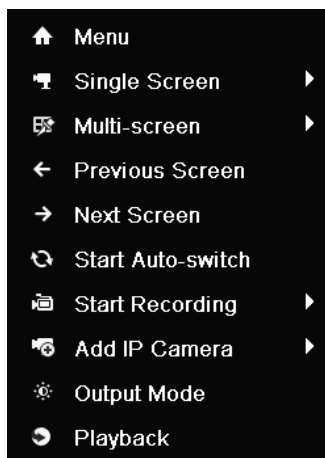 Menu
Single Screen
Multi-screen
Previous Screen
Next Screen
Start Auto-switch
Start Recording
Add IP Camera
Output Mode
Playback